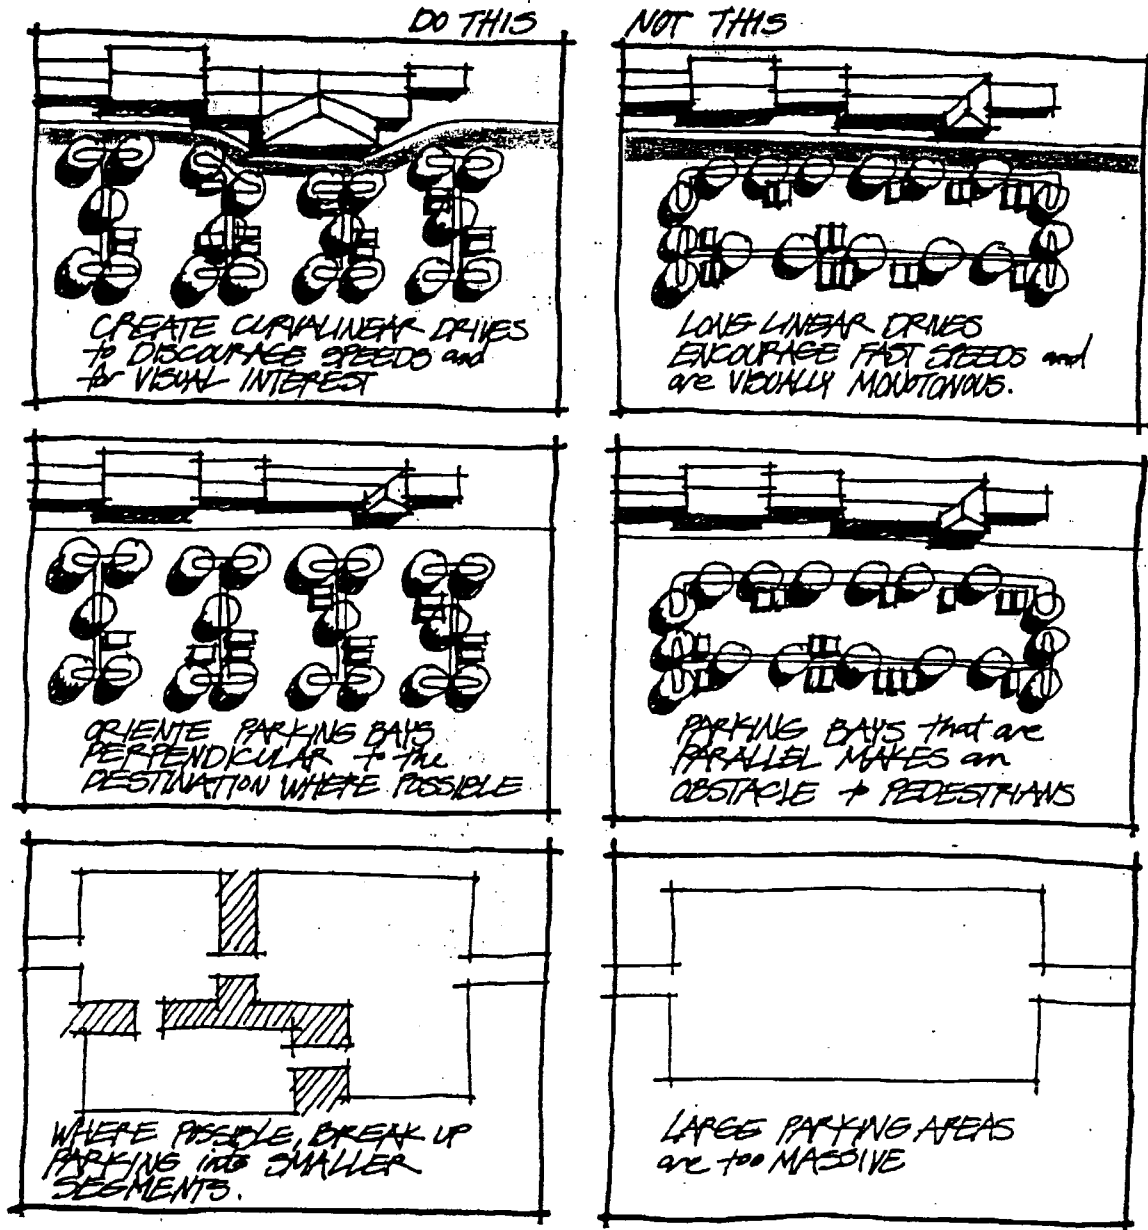 DO THIS
NOT THIS
CREATE CURVALINEAR DRIVES
to DISCOURAGE SPEEDS and
for VISUAL INTEREST
LONG LINEAR DRIVES
ENCOURAGE FAST SPEEDS and
are VISUALLY MONOTONOUS.
ORIENTE PARKING BAYS
PERPENDICULAR to the
DESTINATION WHERE POSSIBLE
PARKING BAYS that are
PARALLEL MAKES an
OBSTACLE to PEDESTRIANS
WHERE POSSIBLE, BREAK UP
PARKING into SMALLER
SEGMENTS.
LARGE PARKING AREAS
are too MASSIVE